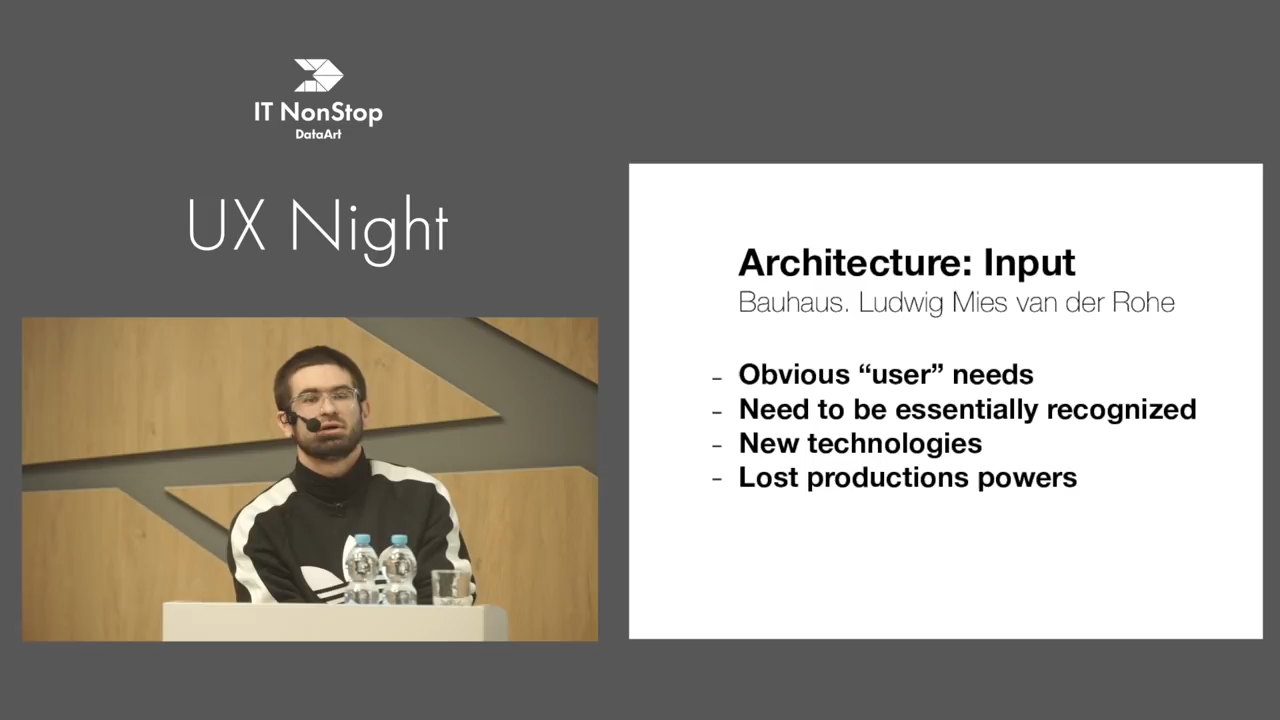 IT NonStop
DataArt
UX Night
Architecture: Input
Bauhaus. Ludwig Mies van der Rohe
- Obvious “user” needs
- Need to be essentially recognized
- New technologies
- Lost productions powers